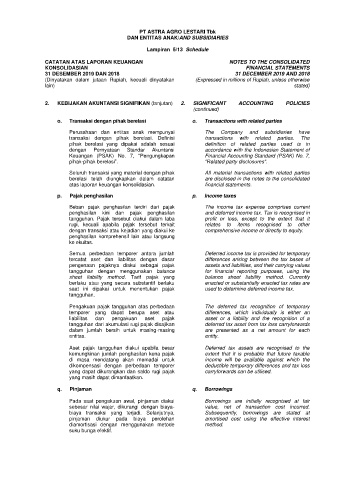 PT ASTRA AGRO LESTARI Tbk
DAN ENTITAS ANAK/AND SUBSIDIARIES
Lampiran 5/13 Schedule
CATATAN ATAS LAPORAN KEUANGAN
KONSOLIDASIAN
31 DESEMBER 2019 DAN 2018
(Dinyatakan dalam jutaan Rupiah, kecuali dinyatakan
lain)
NOTES TO THE CONSOLIDATED
FINANCIAL STATEMENTS
31 DECEMBER 2019 AND 2018
(Expressed in millions of Rupiah, unless otherwise
stated)
2. KEBIJAKAN AKUNTANSI SIGNIFIKAN (lanjutan)
2. SIGNIFICANT ACCOUNTING POLICIES
(continued)
o. Transaksi dengan pihak berelasi
Perusahaan dan entitas anak mempunyai
transaksi dengan pihak berelasi. Definisi
pihak berelasi yang dipakai adalah sesuai
dengan Pernyataan Standar Akuntansi
Keuangan (PSAK) No. 7, "Pengungkapan
pihak-pihak berelasi".
Seluruh transaksi yang material dengan pihak
berelasi telah diungkapkan dalam catatan
atas laporan keuangan konsolidasian.
o. Transactions with related parties
The Company and subsidiaries have
transactions with related parties. The
definition of related parties used is in
accordance with the Indonesian Statement of
Financial Accounting Standard (PSAK) No. 7,
"Related party disclosures".
All material transactions with related parties
are disclosed in the notes to the consolidated
financial statements.
p. Pajak penghasilan
Beban pajak penghasilan terdiri dari pajak
penghasilan kini dan pajak penghasilan
tangguhan. Pajak tersebut diakui dalam laba
rugi, kecuali apabila pajak tersebut terkait
dengan transaksi atau kejadian yang diakui ke
penghasilan komprehensif lain atau langsung
ke ekuitas.
Semua perbedaan temporer antara jumlah
tercatat aset dan liabilitas dengan dasar
pengenaan pajaknya diakui sebagai pajak
tangguhan dengan menggunakan balance
sheet liability method. Tarif pajak yang
berlaku atau yang secara substantif berlaku
saat ini dipakai untuk menentukan pajak
tangguhan.
Pengakuan pajak tangguhan atas perbedaan
temporer yang dapat berupa aset atau
liabilitas dan pengakuan aset pajak
tangguhan dari akumulasi rugi pajak disajikan
dalam jumlah bersih untuk masing-masing
entitas.
Aset pajak tangguhan diakui apabila besar
kemungkinan jumlah penghasilan kena pajak
di masa mendatang akan memadai untuk
dikompensasi dengan perbedaan temporer
yang dapat dikurangkan dan saldo rugi pajak
yang masih dapat dimanfaatkan.
p. Income taxes
The income tax expense comprises current
and deferred income tax. Tax is recognised in
profit or loss, except to the extent that it
relates to items recognised to other
comprehensive income or directly to equity.
Deferred income tax is provided for temporary
differences arising between the tax bases of
assets and liabilities, and their carrying values
for financial reporting purposes, using the
balance sheet liability method. Currently
enacted or substantially enacted tax rates are
used to determine deferred income tax.
The deferred tax recognition of temporary
differences, which individually is either an
asset or a liability and the recognition of a
deferred tax asset from tax loss carryforwards
are presented as a net amount for each
entity.
Deferred tax assets are recognised to the
extent that it is probable that future taxable
income will be available against which the
deductible temporary differences and tax loss
carryforwards can be utilised.
q. Pinjaman
Pada saat pengakuan awal, pinjaman diakui
sebesar nilai wajar, dikurangi dengan biaya-
biaya transaksi yang terjadi. Selanjutnya,
pinjaman diukur pada biaya perolehan
diamortisasi dengan menggunakan metode
suku bunga efektif.
q. Borrowings
Borrowings are initially recognised at fair
value, net of transaction cost incurred.
Subsequently, borrowings are stated at
amortised cost using the effective interest
method.